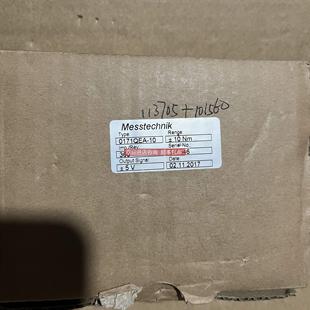 113705+101560
Messtechnik
Type
Range
0171QEA-10
± 10 Nm
Serial No.
Output Signal
Date:
± 5 V
02.11.2017